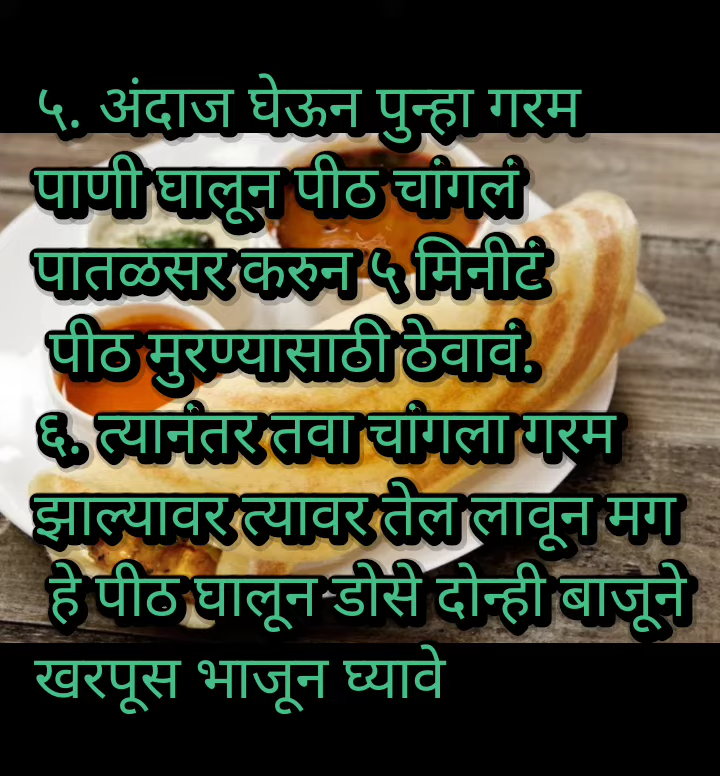 ५. अंदाज घेऊन पुन्हा गरम
पाणी घालून पीठ चांगलं
पातळसर करुन ५ मिनीटं
पीठ मुरण्यासाठी ठेवावं.
६. त्यानंतर तवा चांगला गरम
झाल्यावर त्यावर तेल लावून मग
हे पीठ घालून डोसे दोन्ही बाजूने
खरपूस भाजून घ्यावे